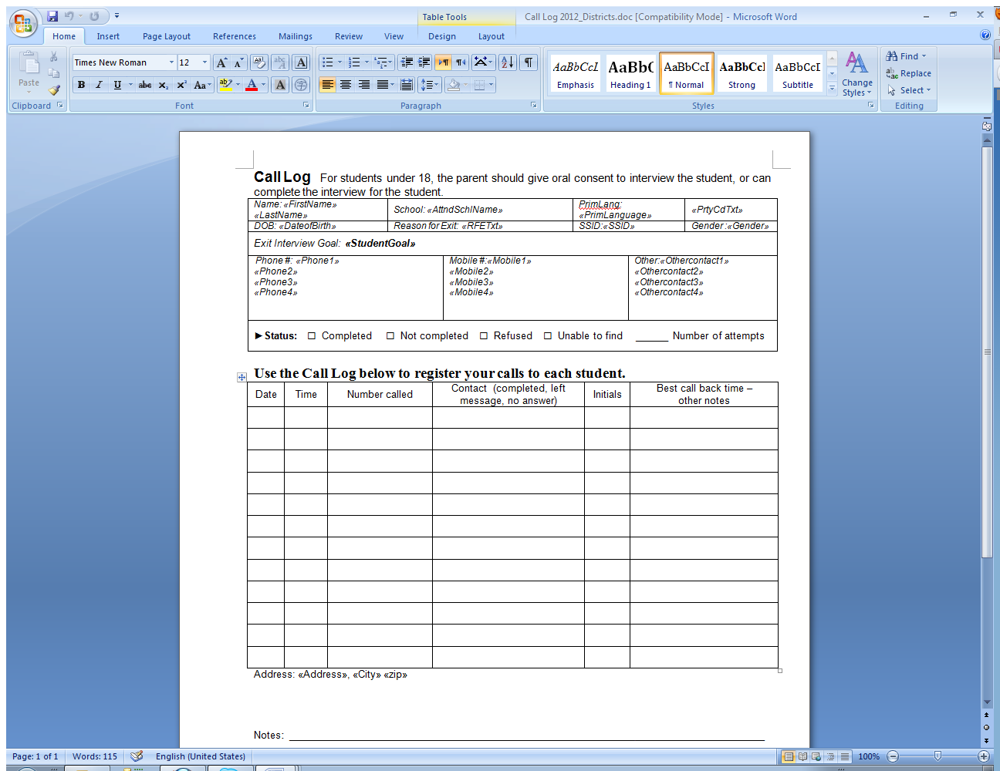 Table Tools
Call Log 2012_Districts.doc [Compatibility Mode] - Microsoft Word
Home Insert Page Layout References Mailings Review View Design Layout
Paste
Times New Roman 12
B I U abc x₂ x² Aa
AaBbCcI AaBb( AaBbCcI AaBbCcI AaBbCcI
Emphasis Heading 1 ¶ Normal Strong Subtitle
Change Styles
Find
Replace
Select
Clipboard Font Paragraph Styles Editing
Call Log For students under 18, the parent should give oral consent to interview the student, or can
complete the interview for the student.
Name: «FirstName»
«LastName»
School: «AttndSchlName»
PrimLang:
«PrimLanguage»
«PrtyCdTxt»
DOB: «DateofBirth» Reason for Exit: «RFETxt» SSID:«SSID» Gender :«Gender»
Exit Interview Goal: «StudentGoal»
Phone #: «Phone1» Mobile #:«Mobile1» Other:«Othercontact1»
«Phone2» «Mobile2» «Othercontact2»
«Phone3» «Mobile3» «Othercontact3»
«Phone4» «Mobile4» «Othercontact4»
►Status: ☐ Completed ☐ Not completed ☐ Refused ☐ Unable to find ______ Number of attempts
Use the Call Log below to register your calls to each student.
Date Time Number called Contact (completed, left message, no answer) Initials Best call back time – other notes
Address: «Address», «City» «zip»
Notes:
Page: 1 of 1 Words: 115 English (United States) 100%